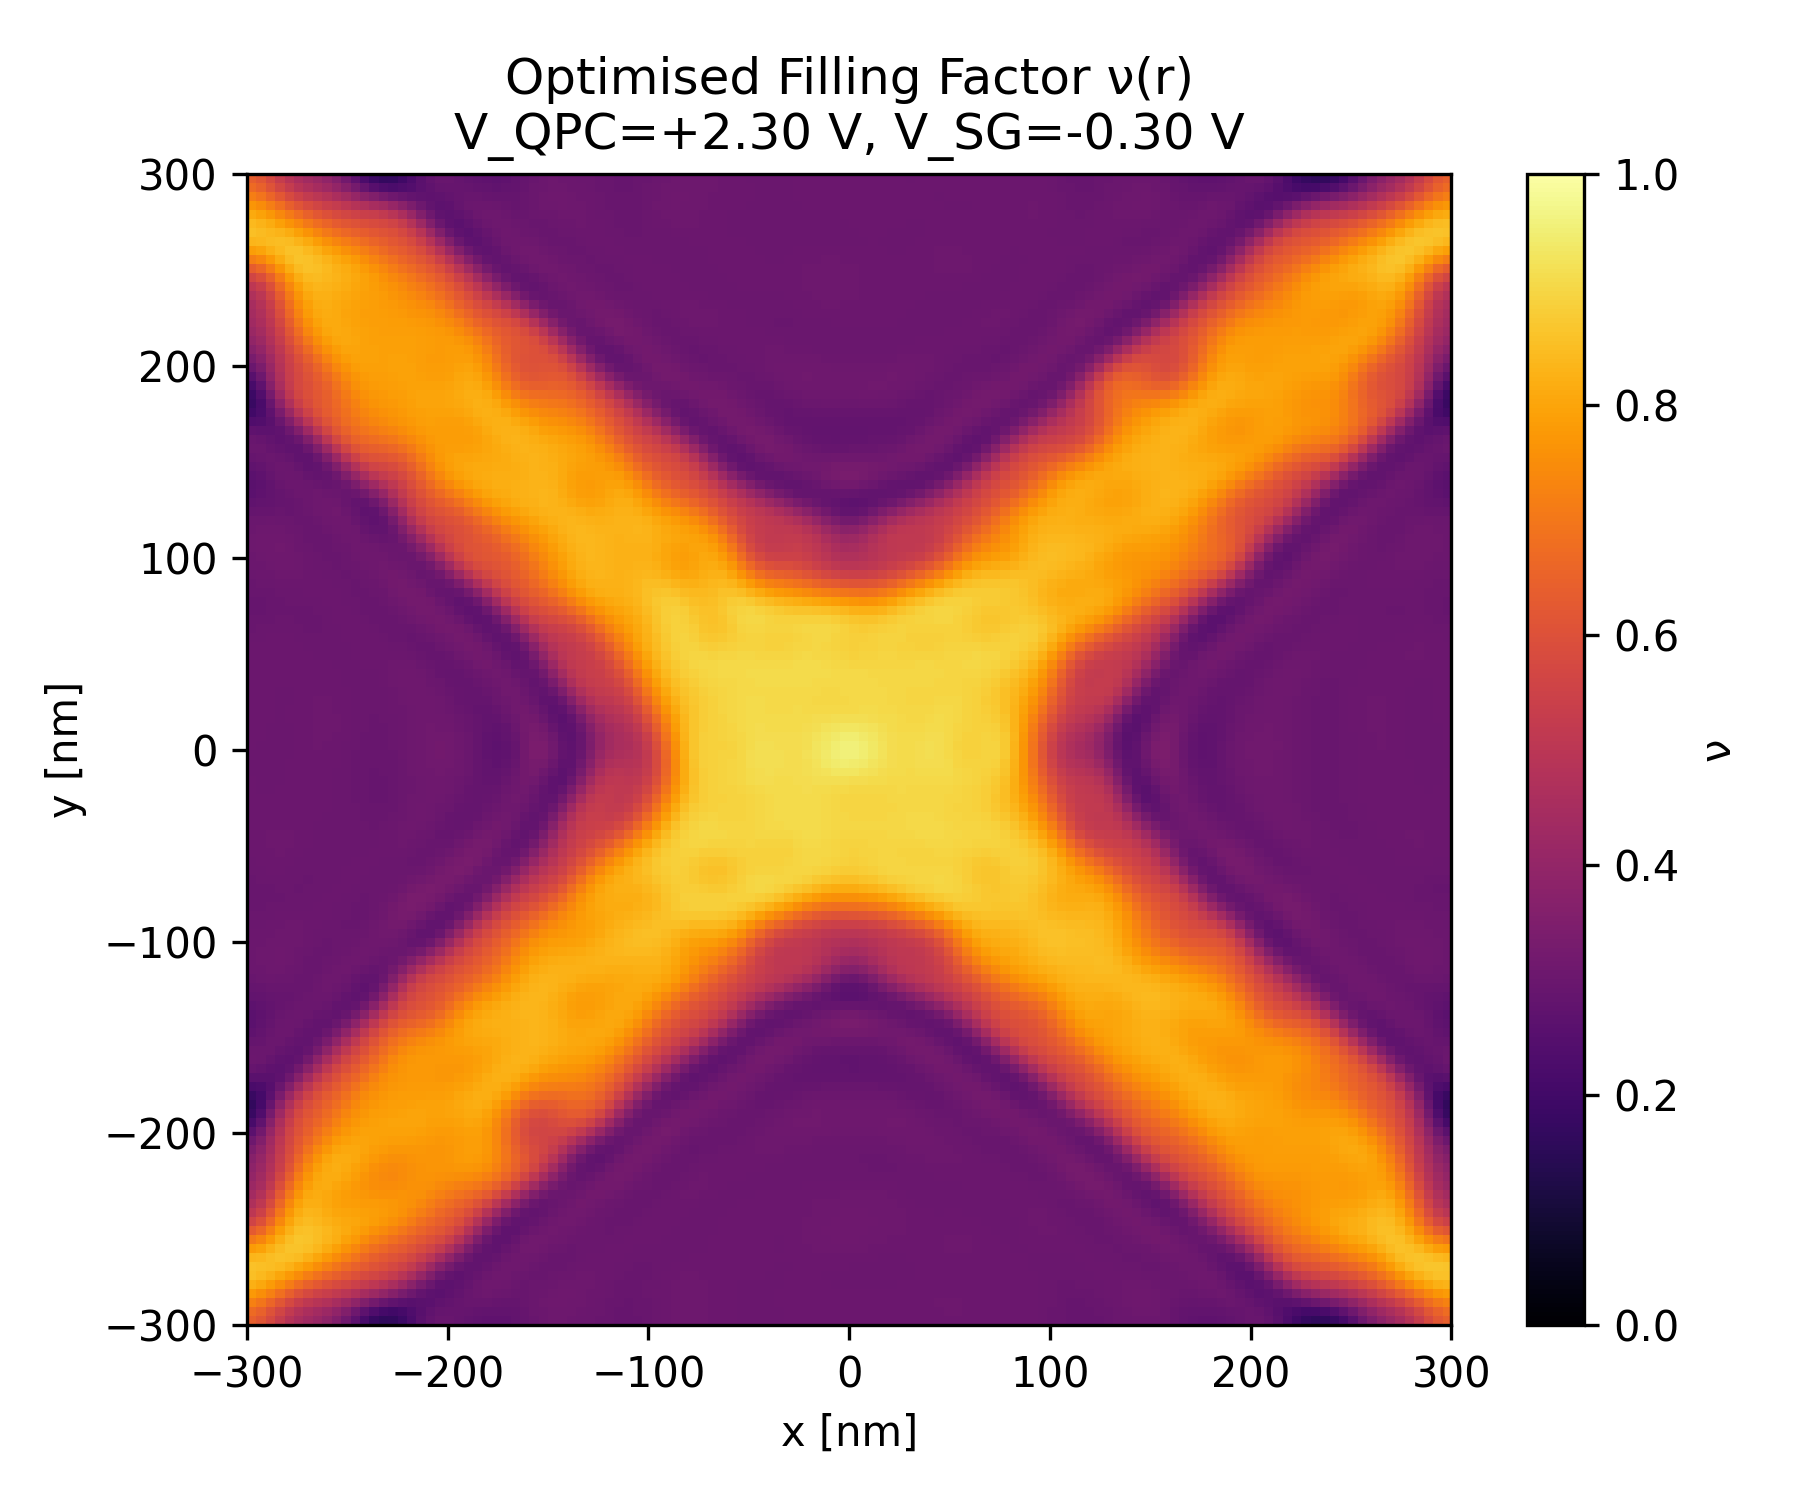 Optimised Filling Factor ν(r)
V_QPC=+2.30 V, V_SG=-0.30 V
300
200
100
0
−100
−200
−300
y [nm]
−300 −200 −100 0 100 200 300
x [nm]
1.0
0.8
0.6
0.4
0.2
0.0
ν